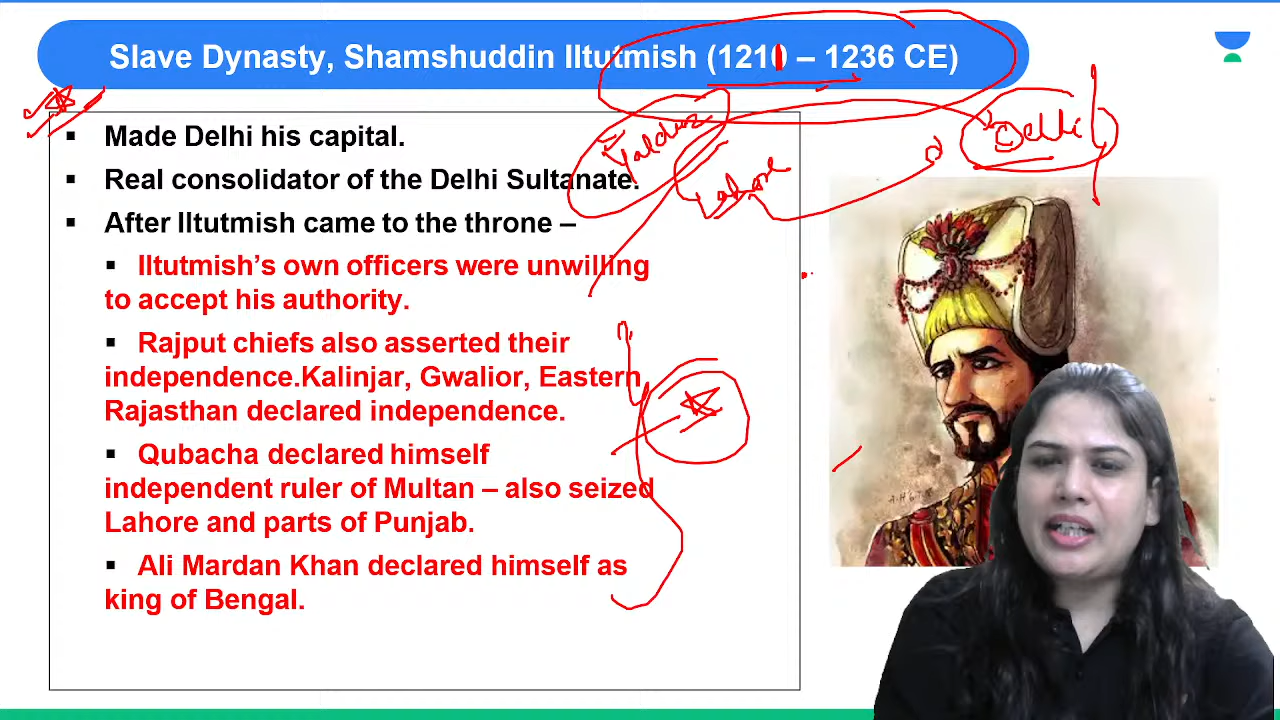 Slave Dynasty, Shamshuddin Iltutmish (1210 – 1236 CE)
Yalduz
Lahore
Delhi
▪ Made Delhi his capital.
▪ Real consolidator of the Delhi Sultanate.
▪ After Iltutmish came to the throne –
▪ Iltutmish’s own officers were unwilling
to accept his authority.
▪ Rajput chiefs also asserted their
independence.Kalinjar, Gwalior, Eastern
Rajasthan declared independence.
▪ Qubacha declared himself
independent ruler of Multan – also seized
Lahore and parts of Punjab.
▪ Ali Mardan Khan declared himself as
king of Bengal.